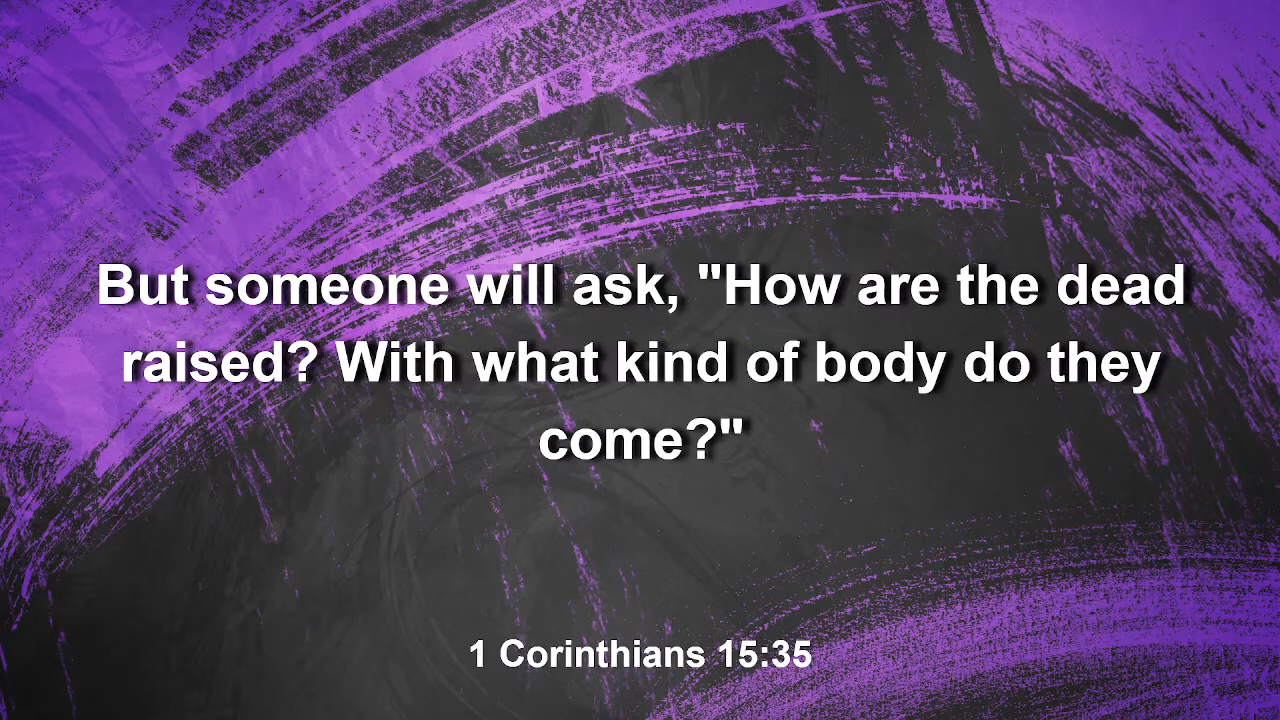 But someone will ask, "How are the dead
raised? With what kind of body do they
come?"
1 Corinthians 15:35